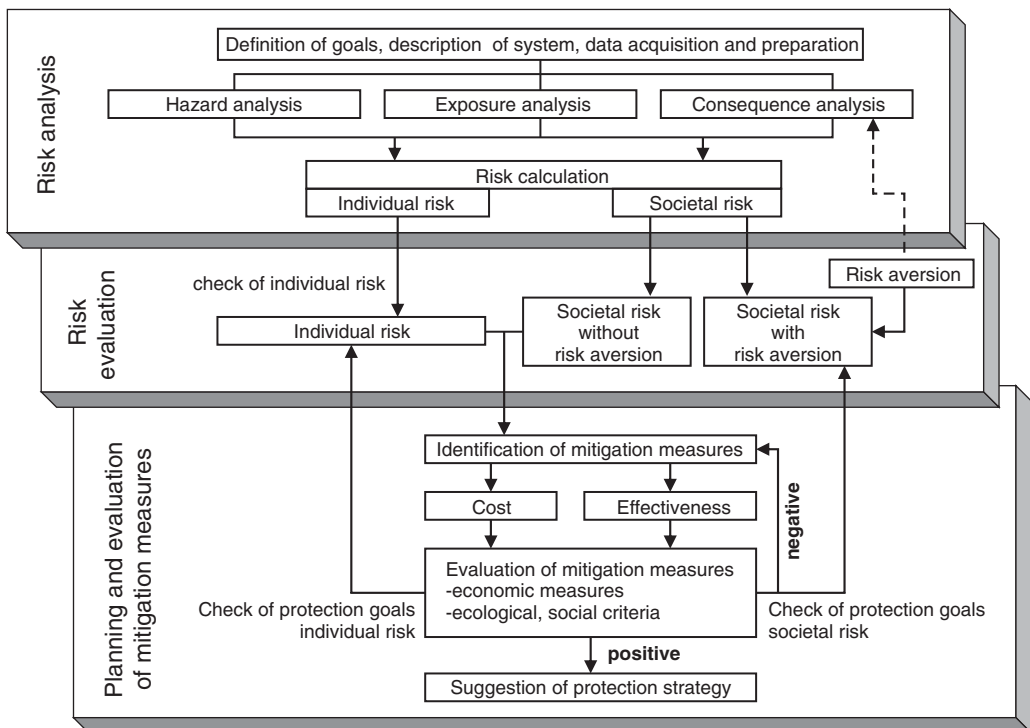 Risk analysis
Definition of goals, description of system, data acquisition and preparation
Hazard analysis
Exposure analysis
Consequence analysis
Risk calculation
Individual risk
Societal risk
Risk
evaluation
check of individual risk
Risk aversion
Individual risk
Societal risk
without
risk aversion
Societal risk
with
risk aversion
Planning and evaluation
of mitigation measures
Identification of mitigation measures
Cost
Effectiveness
negative
Evaluation of mitigation measures
-economic measures
-ecological, social criteria
Check of protection goals
individual risk
Check of protection goals
societal risk
positive
Suggestion of protection strategy